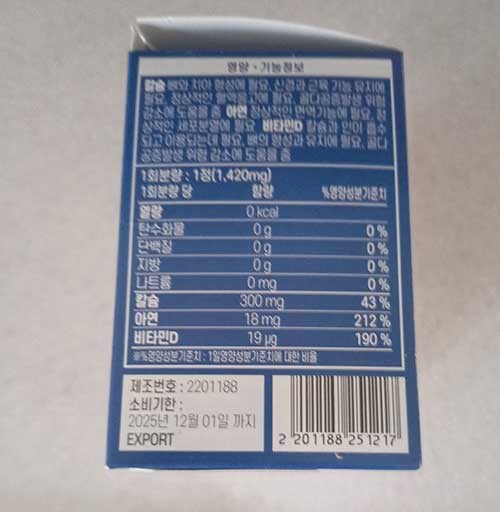 영양 · 기능정보
칼슘 뼈와 치아 형성에 필요, 신경과 근육 기능 유지에
필요, 정상적인 혈액응고에 필요, 골다공증발생 위험
감소에 도움을 줌 아연 정상적인 면역기능에 필요, 정
상적인 세포분열에 필요 비타민D 칼슘과 인이 흡수
되고 이용되는데 필요, 뼈의 형성과 유지에 필요, 골다
공증발생 위험 감소에 도움을 줌
1회분량 : 1정(1,420mg)
1회분량 당 함량 %영양성분기준치
열량 0 kcal
탄수화물 0 g 0 %
단백질 0 g 0 %
지방 0 g 0 %
나트륨 0 mg 0 %
칼슘 300 mg 43 %
아연 18 mg 212 %
비타민D 19 µg 190 %
※%영양성분기준치 : 1일영양성분기준치에 대한 비율
제조번호 : 2201188
소비기한 :
2025년 12월 01일 까지
EXPORT
2 201188 251217